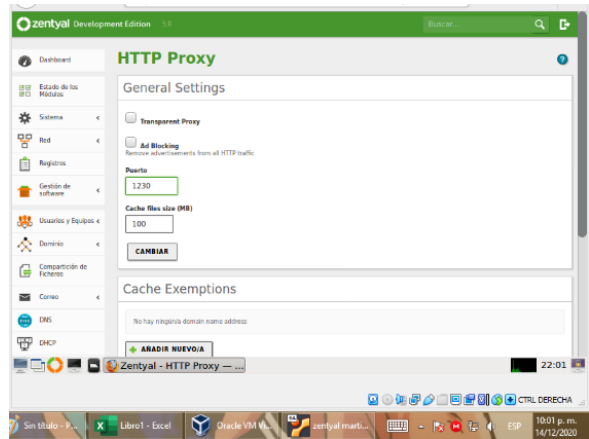 zentyal Development Edition 5.0
Buscar...
Dashboard
Estado de los
Módulos
Sistema
Red
Registros
Gestión de
software
Usuarios y Equipos
Dominio
Compartición de
Ficheros
Correo
DNS
DHCP
HTTP Proxy
General Settings
Transparent Proxy
Ad Blocking
Remove advertisements from all HTTP traffic
Puerto
1230
Cache files size (MB)
100
CAMBIAR
Cache Exemptions
No hay ningún/a domain name address
AÑADIR NUEVO/A
Zentyal - HTTP Proxy — ...
22:01
CTRL DERECHA
Sin título - P...
Libro1 - Excel
Oracle VM Vi...
zentyal marti...
ESP
10:01 p. m.
14/12/2020